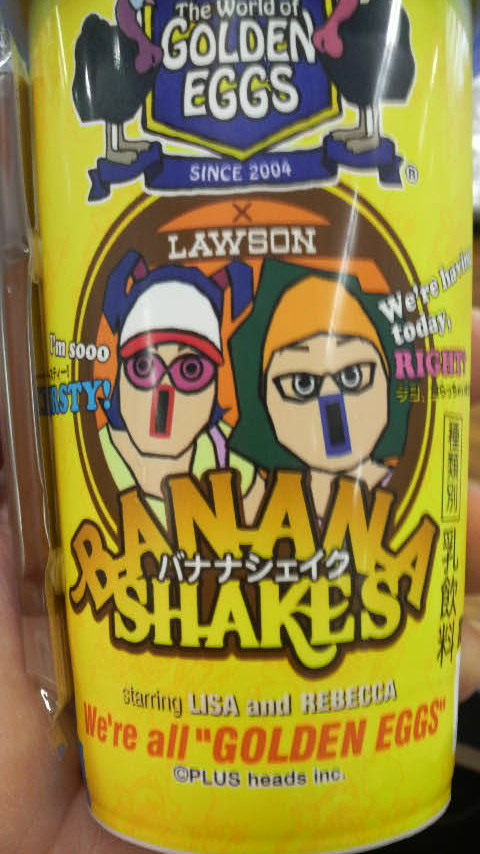 The World of
GOLDEN
EGGS
SINCE 2004
®
×
LAWSON
I'm sooo
We're having
today,
RIGHT?
BANANA
バナナシェイク
SHAKES
種類別
乳飲料
starring LISA and REBECCA
We're all "GOLDEN EGGS"
©PLUS heads inc.